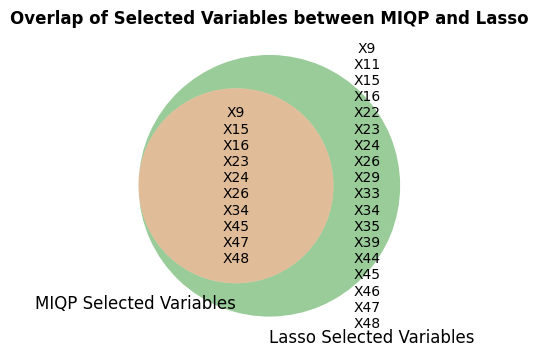 Overlap of Selected Variables between MIQP and Lasso
X9
X15
X16
X23
X24
X26
X34
X45
X47
X48
X9
X11
X15
X16
X22
X23
X24
X26
X29
X33
X34
X35
X39
X44
X45
X46
X47
X48
MIQP Selected Variables
Lasso Selected Variables